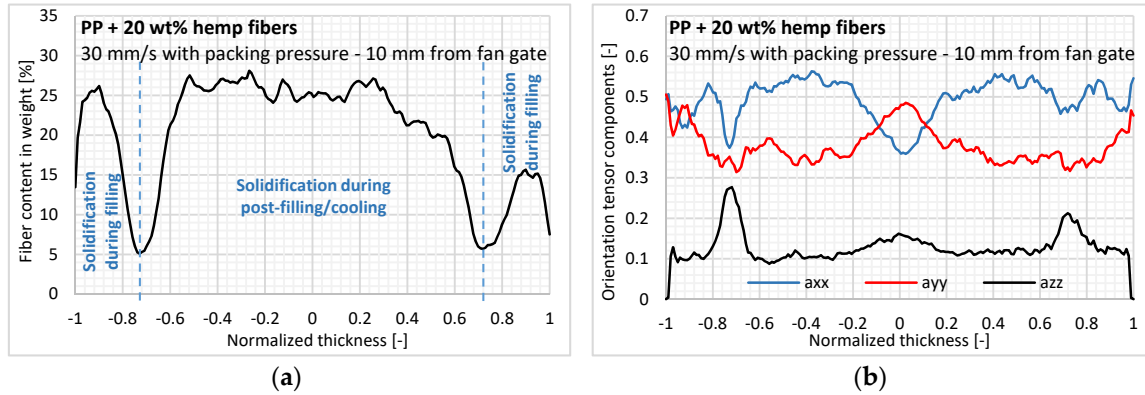 PP + 20 wt% hemp fibers
30 mm/s with packing pressure - 10 mm from fan gate
Fiber content in weight [%]
35
30
25
20
15
10
5
0
Solidification
during filling
Solidification during
post-filling/cooling
Solidification
during filling
-1 -0.8 -0.6 -0.4 -0.2 0 0.2 0.4 0.6 0.8 1
Normalized thickness [-]
(a)
PP + 20 wt% hemp fibers
30 mm/s with packing pressure - 10 mm from fan gate
Orientation tensor components [-]
0.7
0.6
0.5
0.4
0.3
0.2
0.1
0
axx ayy azz
-1 -0.8 -0.6 -0.4 -0.2 0 0.2 0.4 0.6 0.8 1
Normalized thickness [-]
(b)